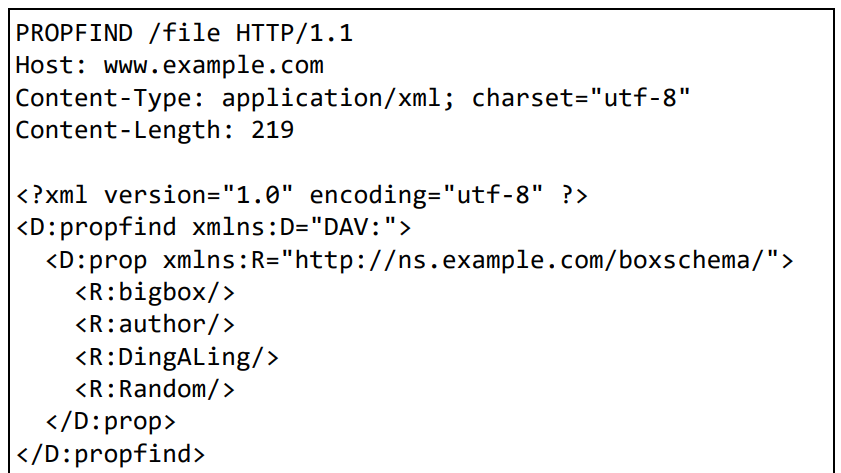 PROPFIND /file HTTP/1.1
Host: www.example.com
Content-Type: application/xml; charset="utf-8"
Content-Length: 219

<?xml version="1.0" encoding="utf-8" ?>
<D:propfind xmlns:D="DAV:">
  <D:prop xmlns:R="http://ns.example.com/boxschema/">
    <R:bigbox/>
    <R:author/>
    <R:DingALing/>
    <R:Random/>
  </D:prop>
</D:propfind>